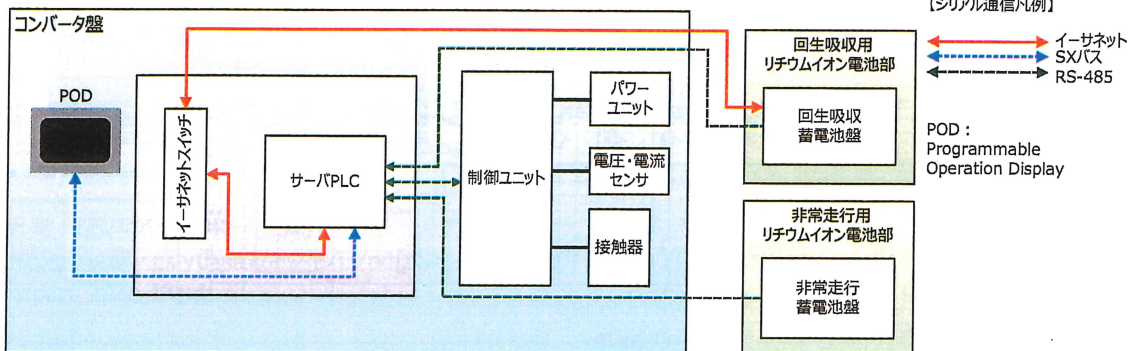 コンバータ盤
POD
イーサネットスイッチ
サーバPLC
制御ユニット
パワー
ユニット
電圧・電流
センサ
接触器
回生吸収用
リチウムイオン電池部
回生吸収
蓄電池盤
非常走行用
リチウムイオン電池部
非常走行
蓄電池盤
【シリアル通信凡例】
イーサネット
SXバス
RS-485
POD：
Programmable
Operation Display